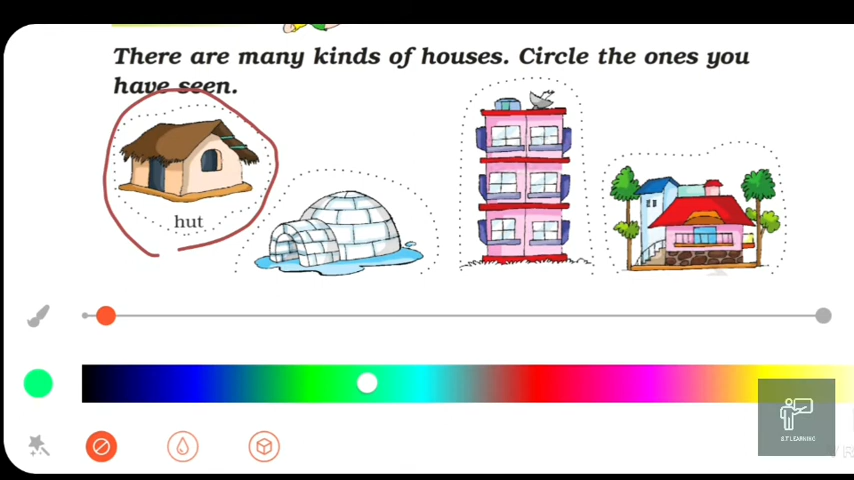 There are many kinds of houses. Circle the ones you
have seen.
hut